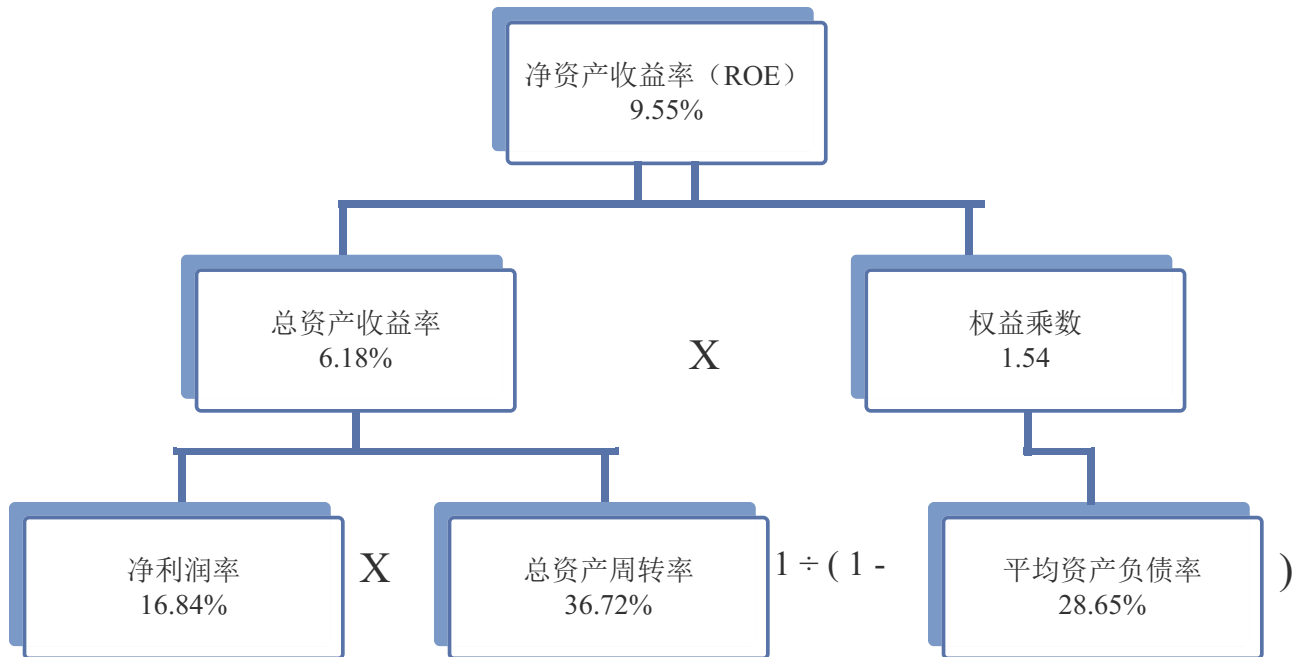 净资产收益率（ROE）
9.55%
总资产收益率
6.18%
X
权益乘数
1.54
净利润率
16.84%
X
总资产周转率
36.72%
1 ÷ ( 1 -
平均资产负债率
28.65%
)